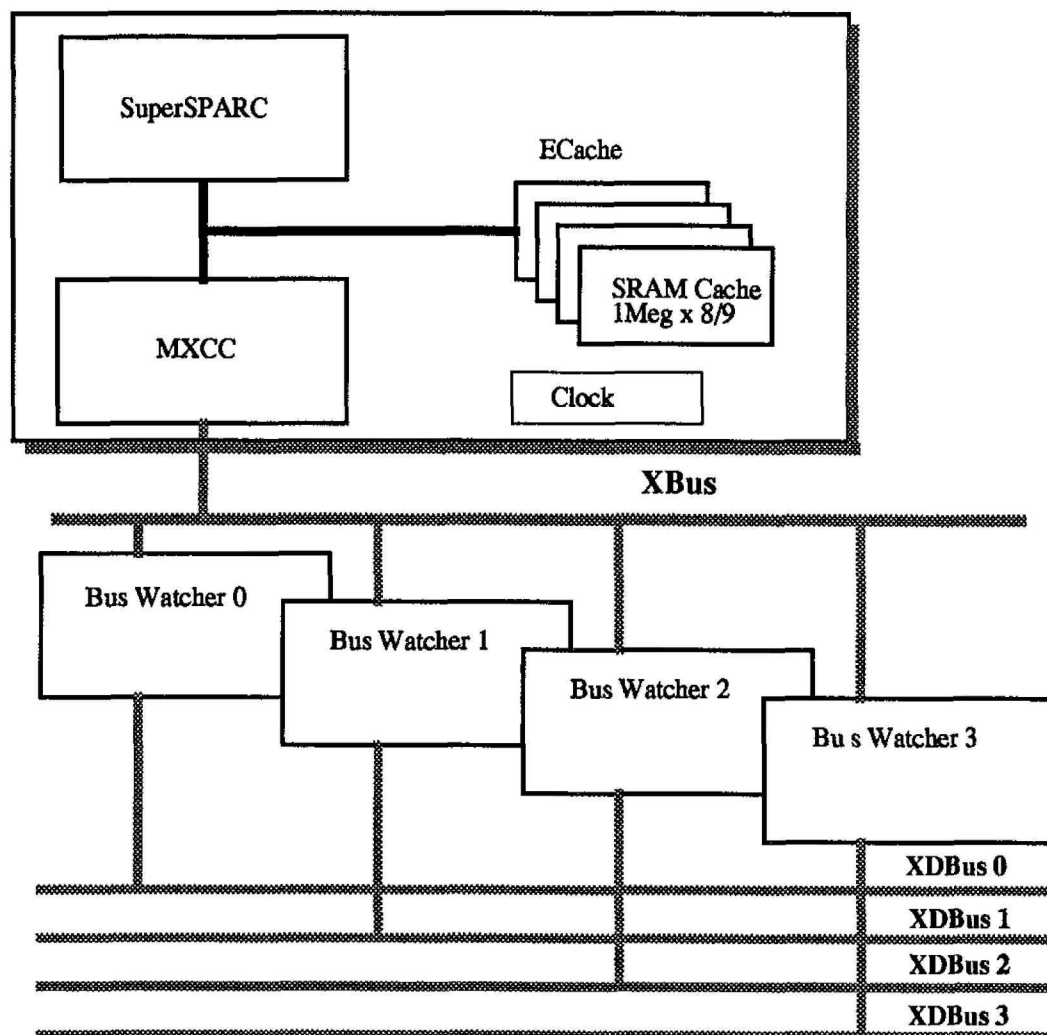 SuperSPARC
ECache
SRAM Cache
1Meg x 8/9
MXCC
Clock
XBus
Bus Watcher 0
Bus Watcher 1
Bus Watcher 2
Bu s Watcher 3
XDBus 0
XDBus 1
XDBus 2
XDBus 3